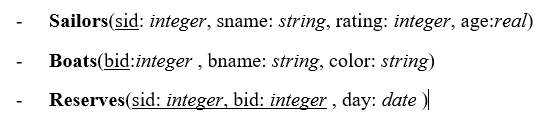 - Sailors(sid: integer, sname: string, rating: integer, age:real)
- Boats(bid:integer , bname: string, color: string)
- Reserves(sid: integer, bid: integer , day: date )